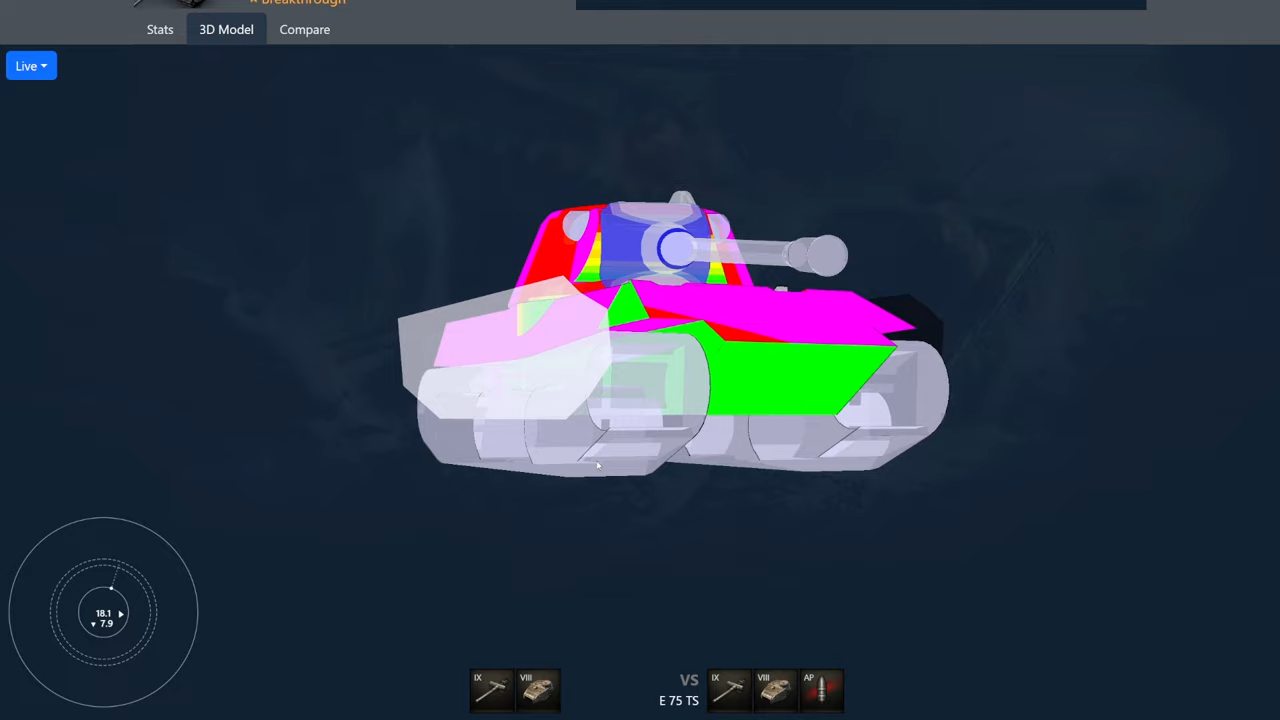 × Breakthrough
Stats
3D Model
Compare
Live
18.1
7.9
IX
VIII
VS
E 75 TS
IX
VIII
AP